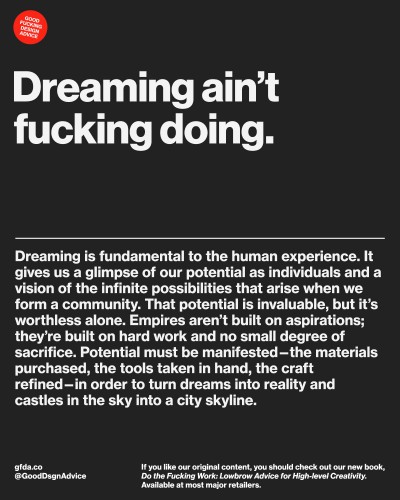 GOOD
FUCKING
DESIGN
ADVICE
Dreaming ain’t
fucking doing.
Dreaming is fundamental to the human experience. It
gives us a glimpse of our potential as individuals and a
vision of the infinite possibilities that arise when we
form a community. That potential is invaluable, but it’s
worthless alone. Empires aren’t built on aspirations;
they’re built on hard work and no small degree of
sacrifice. Potential must be manifested—the materials
purchased, the tools taken in hand, the craft
refined—in order to turn dreams into reality and
castles in the sky into a city skyline.
gfda.co
@GoodDsgnAdvice
If you like our original content, you should check out our new book,
Do the Fucking Work: Lowbrow Advice for High-level Creativity.
Available at most major retailers.